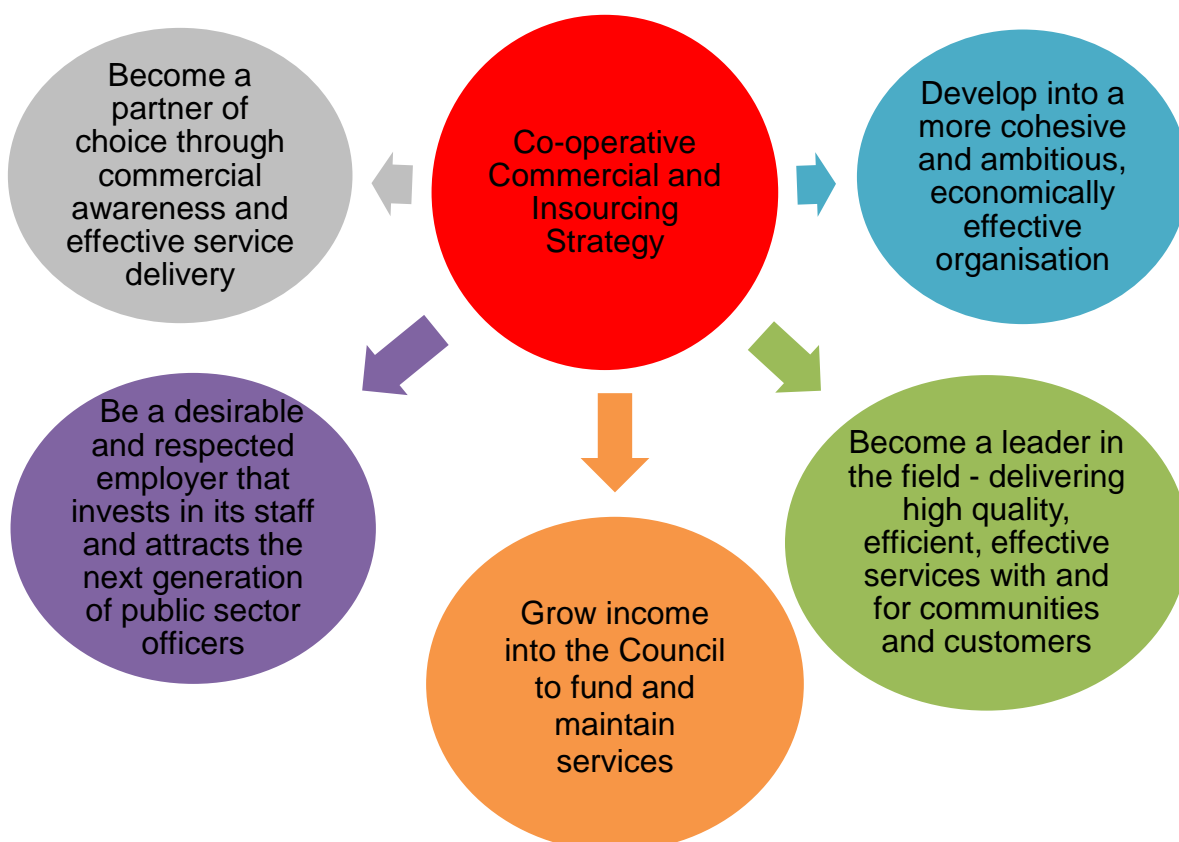 Become a
partner of
choice through
commercial
awareness and
effective service
delivery
Co-operative
Commercial and
Insourcing
Strategy
Develop into a
more cohesive
and ambitious,
economically
effective
organisation
Be a desirable
and respected
employer that
invests in its staff
and attracts the
next generation
of public sector
officers
Grow income
into the Council
to fund and
maintain
services
Become a leader in
the field - delivering
high quality,
efficient, effective
services with and
for communities
and customers